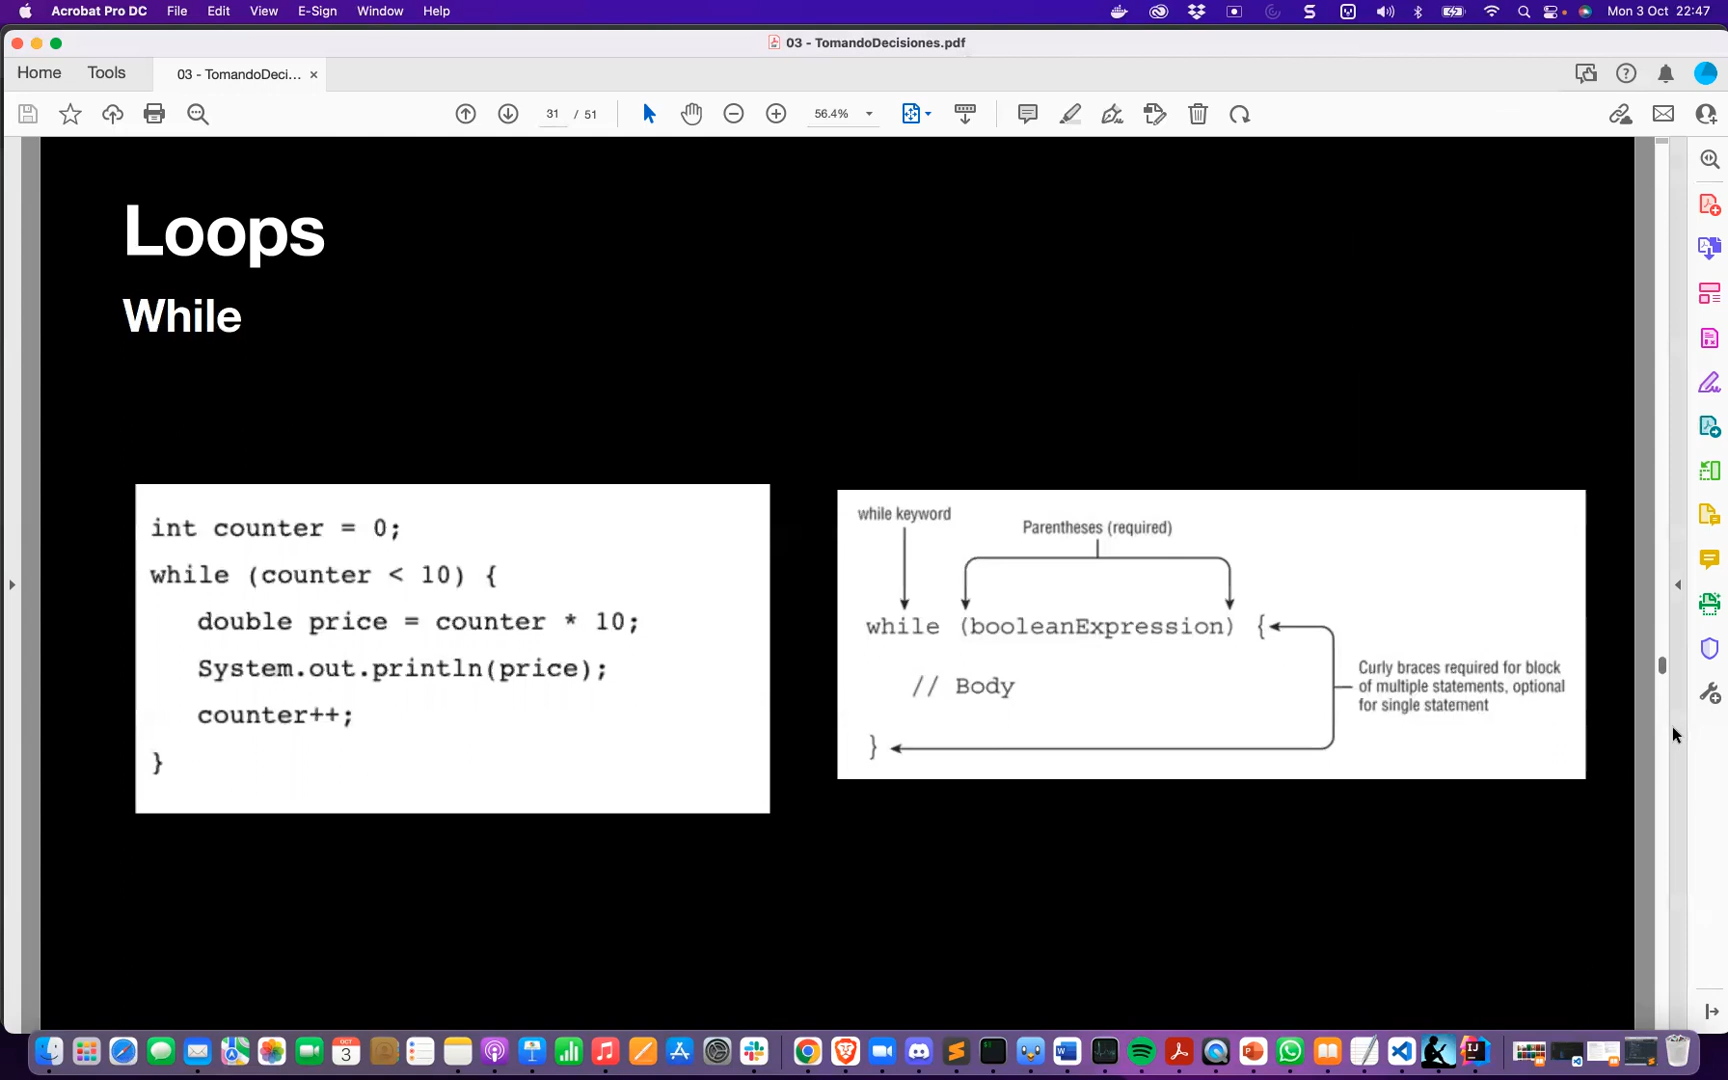 Acrobat Pro DC File Edit View E-Sign Window Help Mon 3 Oct 22:47
03 - TomandoDecisiones.pdf
Home Tools 03 - TomandoDeci... ×
31 / 51 56.4%
Loops
While
int counter = 0;
while (counter < 10) {
double price = counter * 10;
System.out.println(price);
counter++;
}
while keyword
Parentheses (required)
while (booleanExpression) {
// Body
}
Curly braces required for block
of multiple statements, optional
for single statement
OCT
3